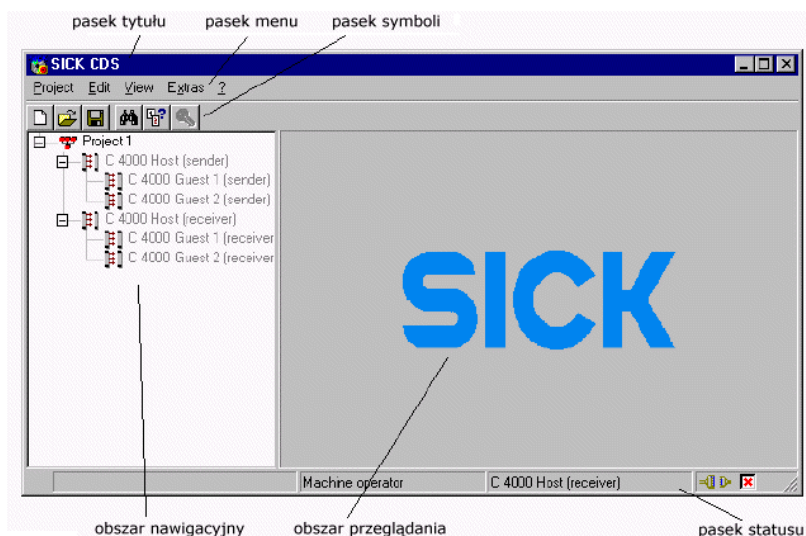 pasek tytułu pasek menu pasek symboli
SICK CDS
Project Edit View Extras ?
Project 1
C 4000 Host (sender)
C 4000 Guest 1 (sender)
C 4000 Guest 2 (sender)
C 4000 Host (receiver)
C 4000 Guest 1 (receiver
C 4000 Guest 2 (receiver
SICK
Machine operator C 4000 Host (receiver)
obszar nawigacyjny obszar przeglądania pasek statusu